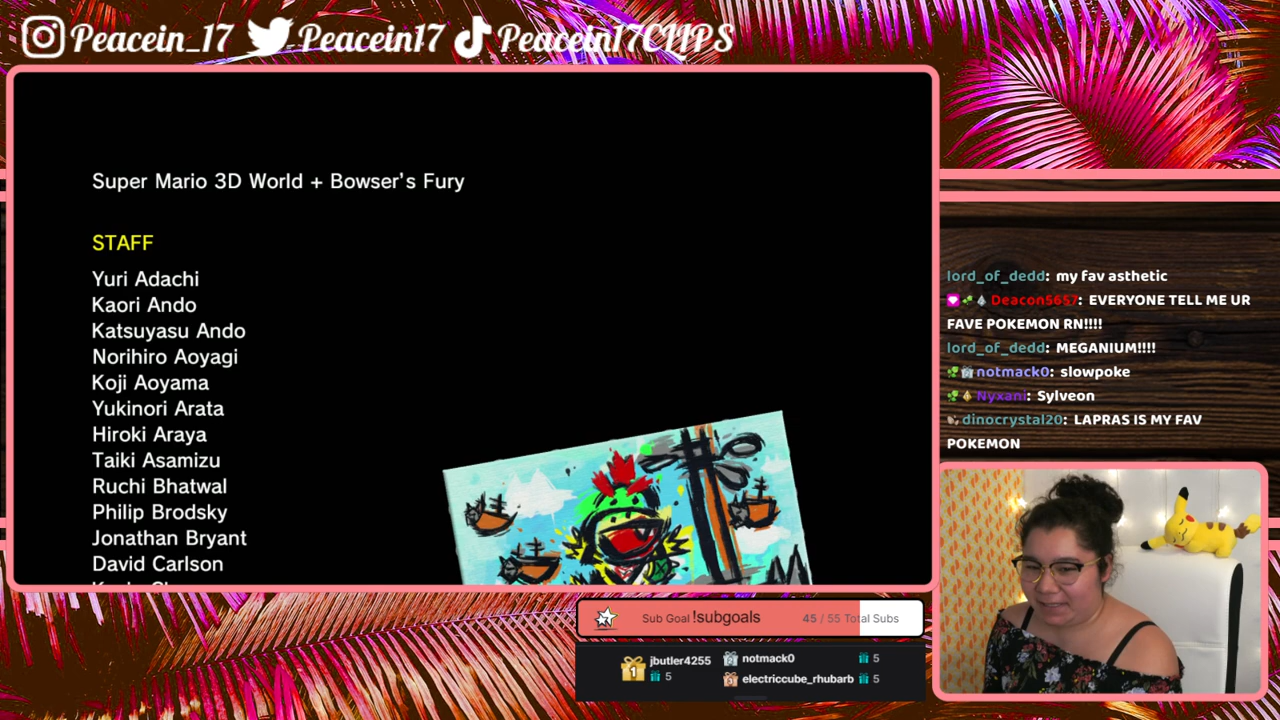 Peacein_17 Peacein17 Peacein17CLIPS
Super Mario 3D World + Bowser's Fury
STAFF
Yuri Adachi
Kaori Ando
Katsuyasu Ando
Norihiro Aoyagi
Koji Aoyama
Yukinori Arata
Hiroki Araya
Taiki Asamizu
Ruchi Bhatwal
Philip Brodsky
Jonathan Bryant
David Carlson
lord_of_dedd: my fav asthetic
Deacon5657: EVERYONE TELL ME UR
FAVE POKEMON RN!!!!
lord_of_dedd: MEGANIUM!!!!
notmack0: slowpoke
Nyxani: Sylveon
dinocrystal20: LAPRAS IS MY FAV
POKEMON
Sub Goal !subgoals 45 / 55 Total Subs
1 jbutler4255 5
notmack0 5
electriccube_rhubarb 5